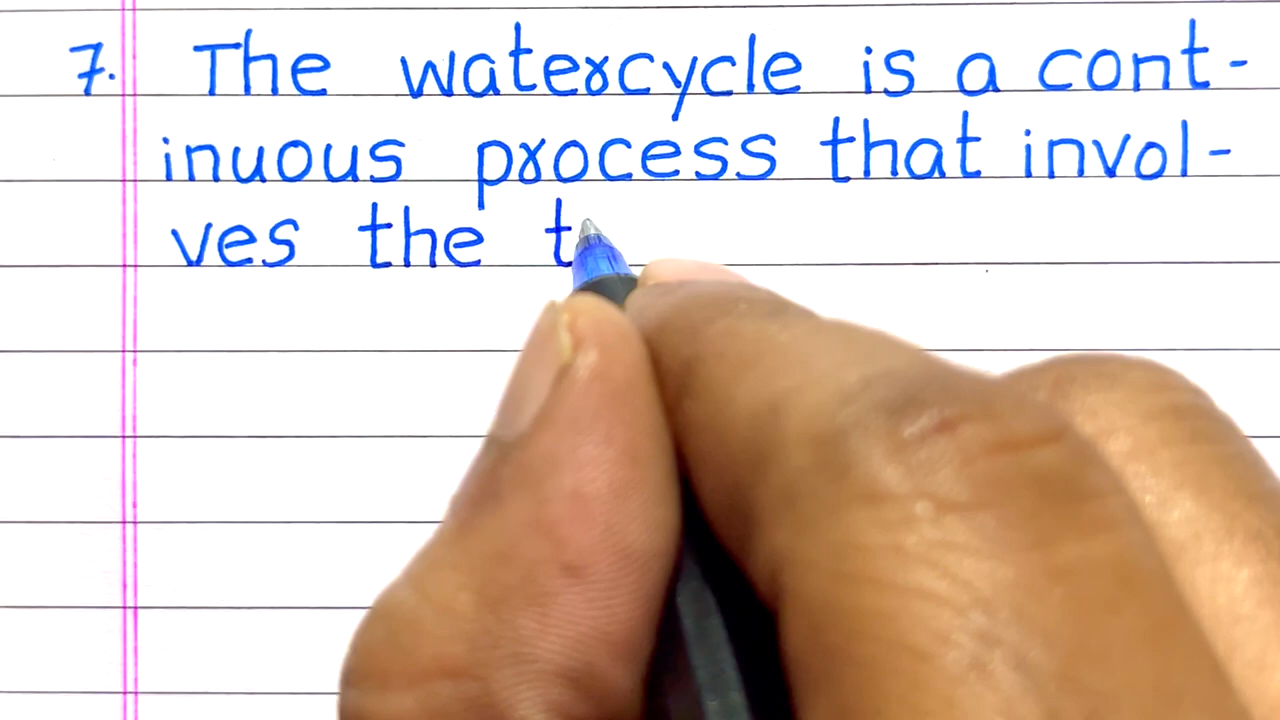 7. The watercycle is a cont-
inuous process that invol-
ves the t